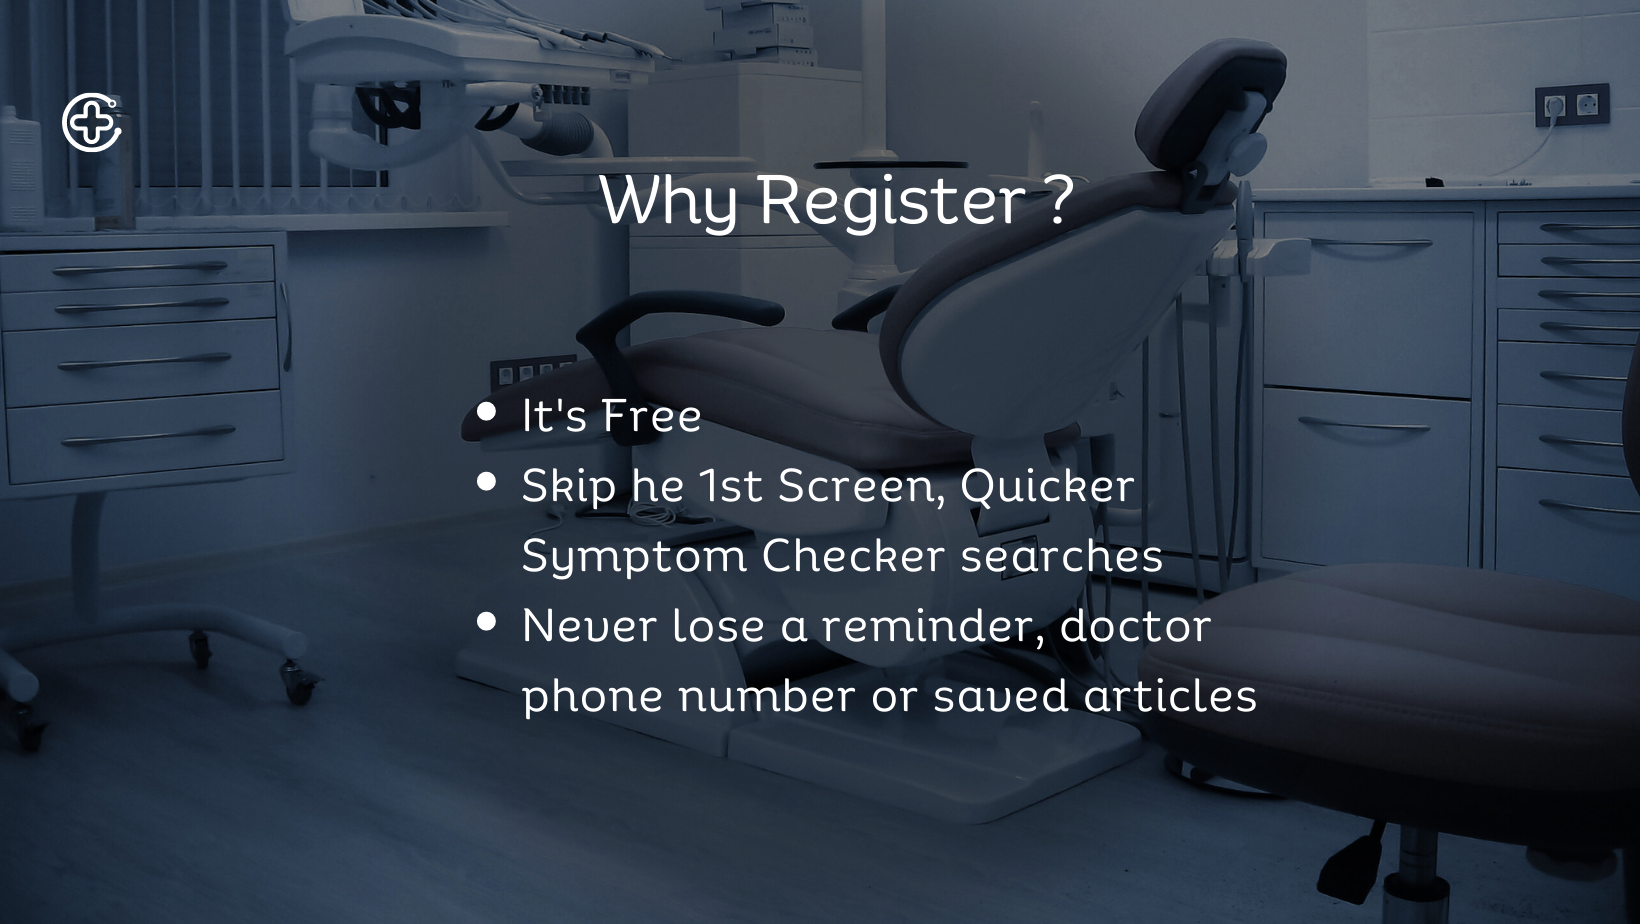 Why Register ?
It's Free
Skip he 1st Screen, Quicker
Symptom Checker searches
Never lose a reminder, doctor
phone number or saved articles